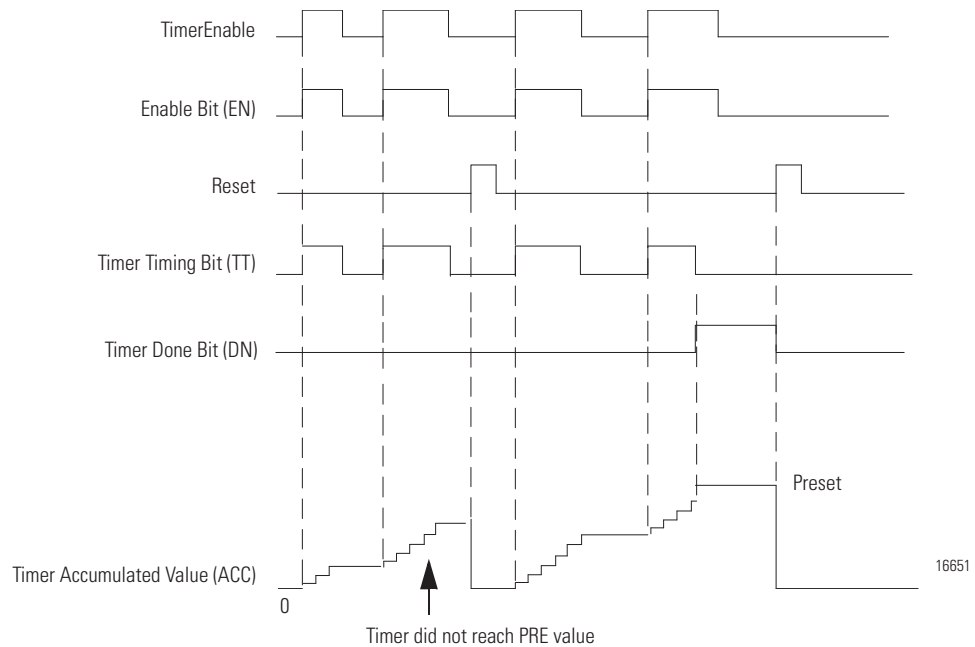 TimerEnable
Enable Bit (EN)
Reset
Timer Timing Bit (TT)
Timer Done Bit (DN)
Preset
Timer Accumulated Value (ACC)
16651
0
Timer did not reach PRE value